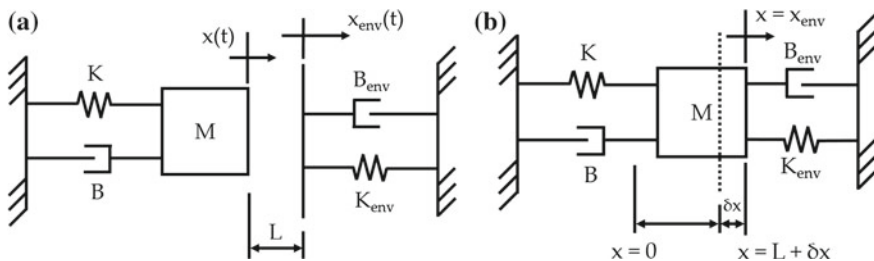 (a)
x(t)
x_env(t)
K
M
B
B_env
K_env
L
(b)
x = x_env
K
M
B
B_env
K_env
δx
x = 0
x = L + δx